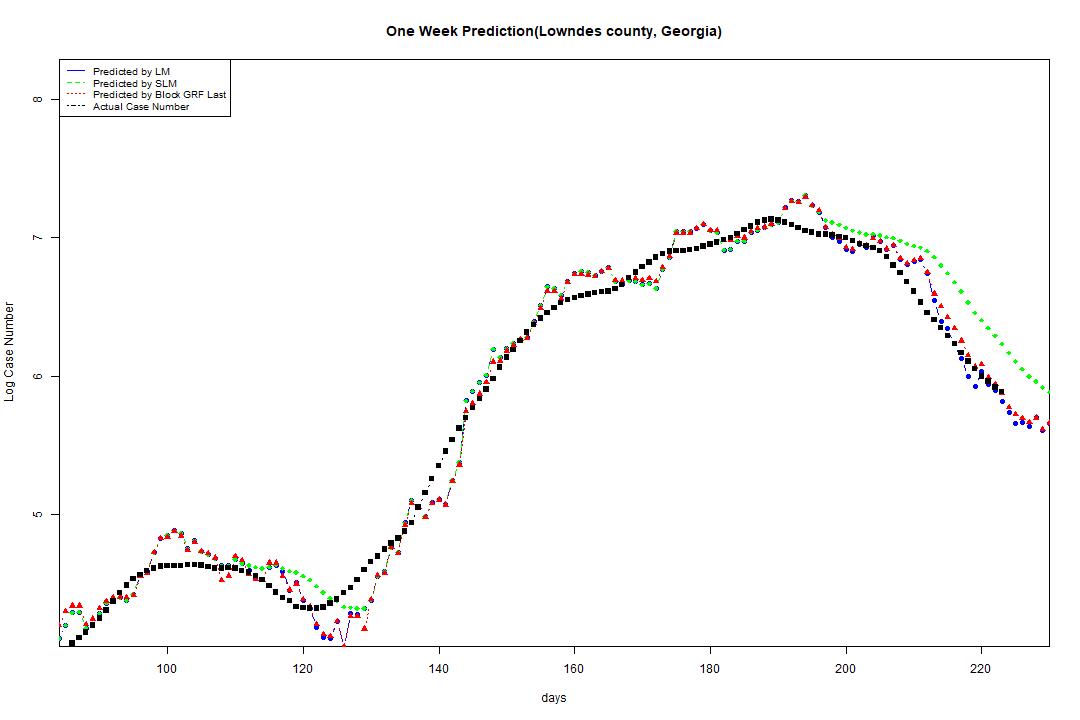 One Week Prediction(Lowndes county, Georgia)
Predicted by LM
Predicted by SLM
Predicted by Block GRF Last
Actual Case Number
8
7
6
5
Log Case Number
100 120 140 160 180 200 220
days